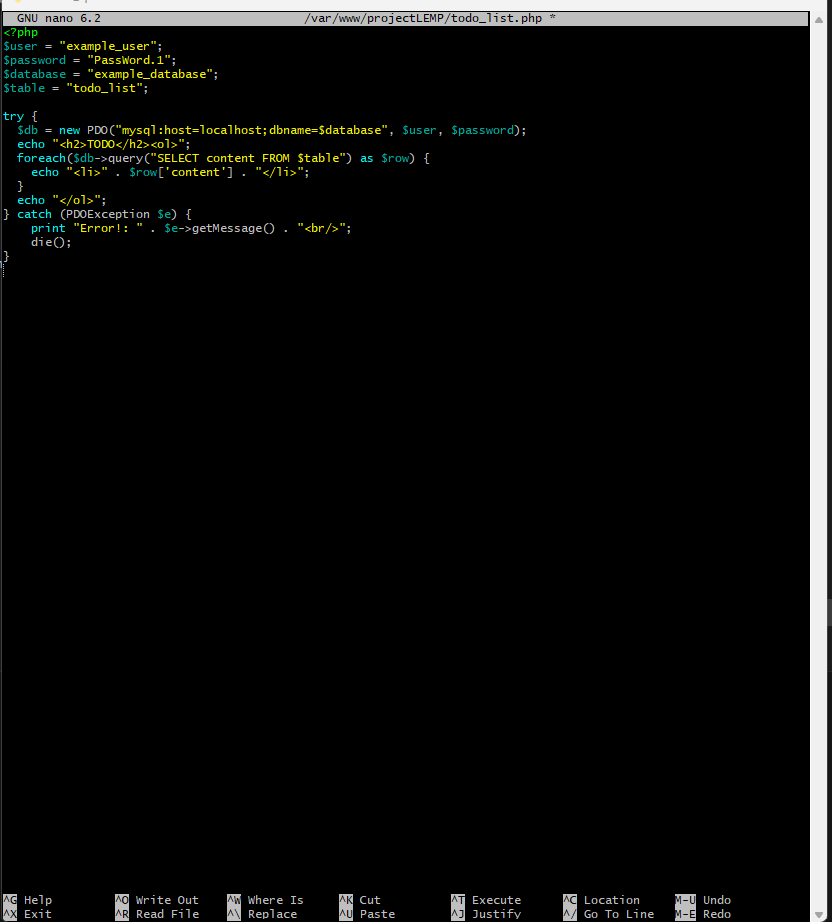 GNU nano 6.2 /var/www/projectLEMP/todo_list.php *
<?php
$user = "example_user";
$password = "PassWord.1";
$database = "example_database";
$table = "todo_list";

try {
  $db = new PDO("mysql:host=localhost;dbname=$database", $user, $password);
  echo "<h2>TODO</h2><ol>";
  foreach($db->query("SELECT content FROM $table") as $row) {
    echo "<li>" . $row['content'] . "</li>";
  }
  echo "</ol>";
} catch (PDOException $e) {
    print "Error!: " . $e->getMessage() . "<br/>";
    die();
}
^G Help ^O Write Out ^W Where Is ^K Cut ^T Execute ^C Location M-U Undo
^X Exit ^R Read File ^\ Replace ^U Paste ^J Justify ^/ Go To Line M-E Redo